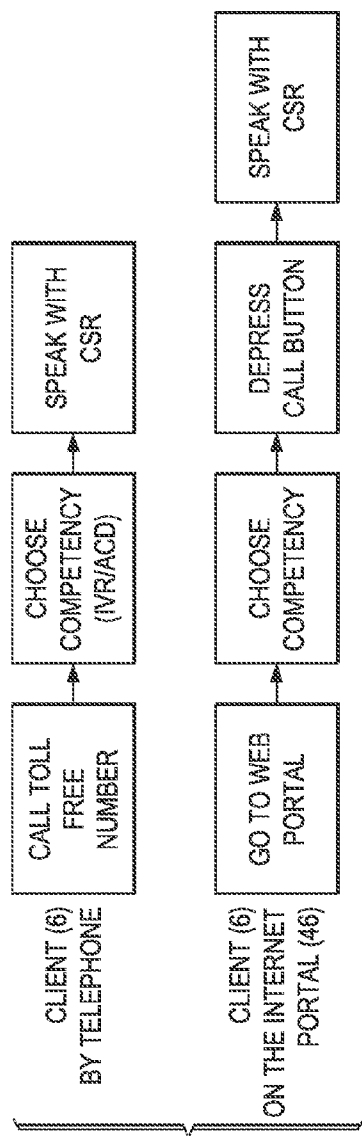 CLIENT (6)
BY TELEPHONE
CALL TOLL
FREE
NUMBER
CHOOSE
COMPETENCY
(IVR/ACD)
SPEAK WITH
CSR
CLIENT (6)
ON THE INTERNET
PORTAL (46)
GO TO WEB
PORTAL
CHOOSE
COMPETENCY
DEPRESS
CALL BUTTON
SPEAK WITH
CSR